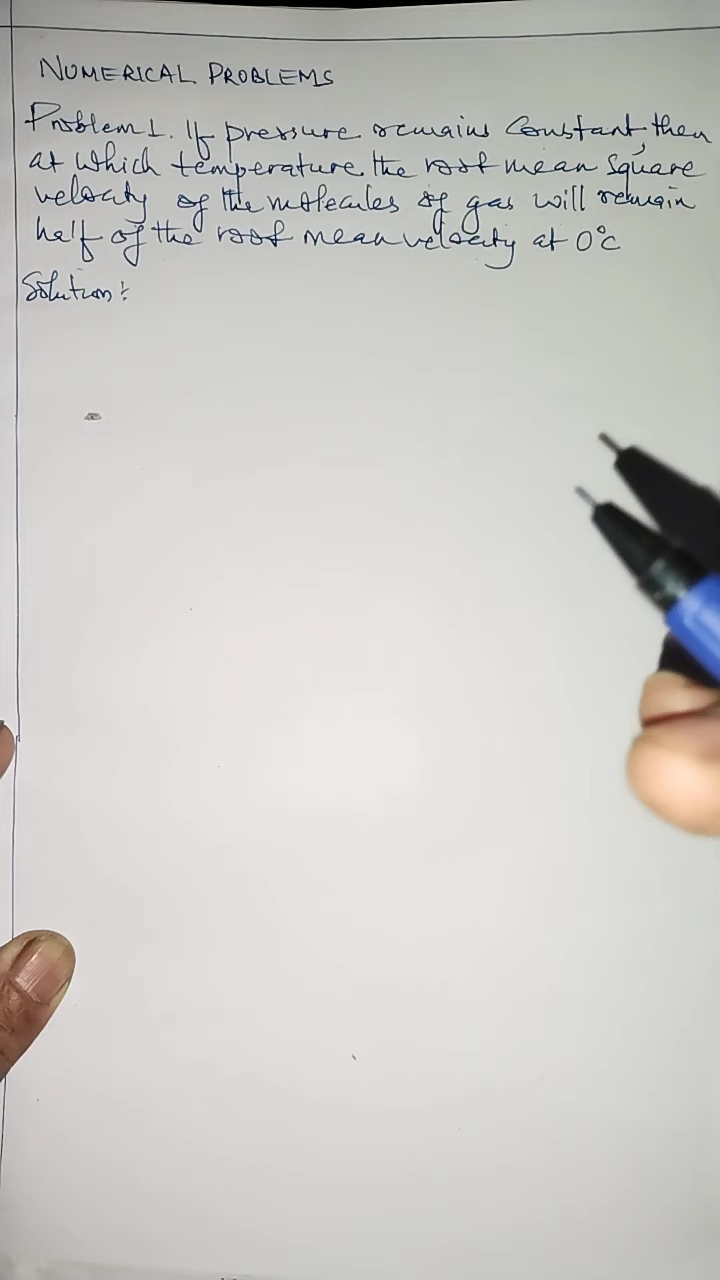 NUMERICAL PROBLEMS
Problem 1. If pressure remains constant, then
at which temperature the root mean square
velocity of the molecules of gas will remain
half of the root mean velocity at 0°C
Solution: